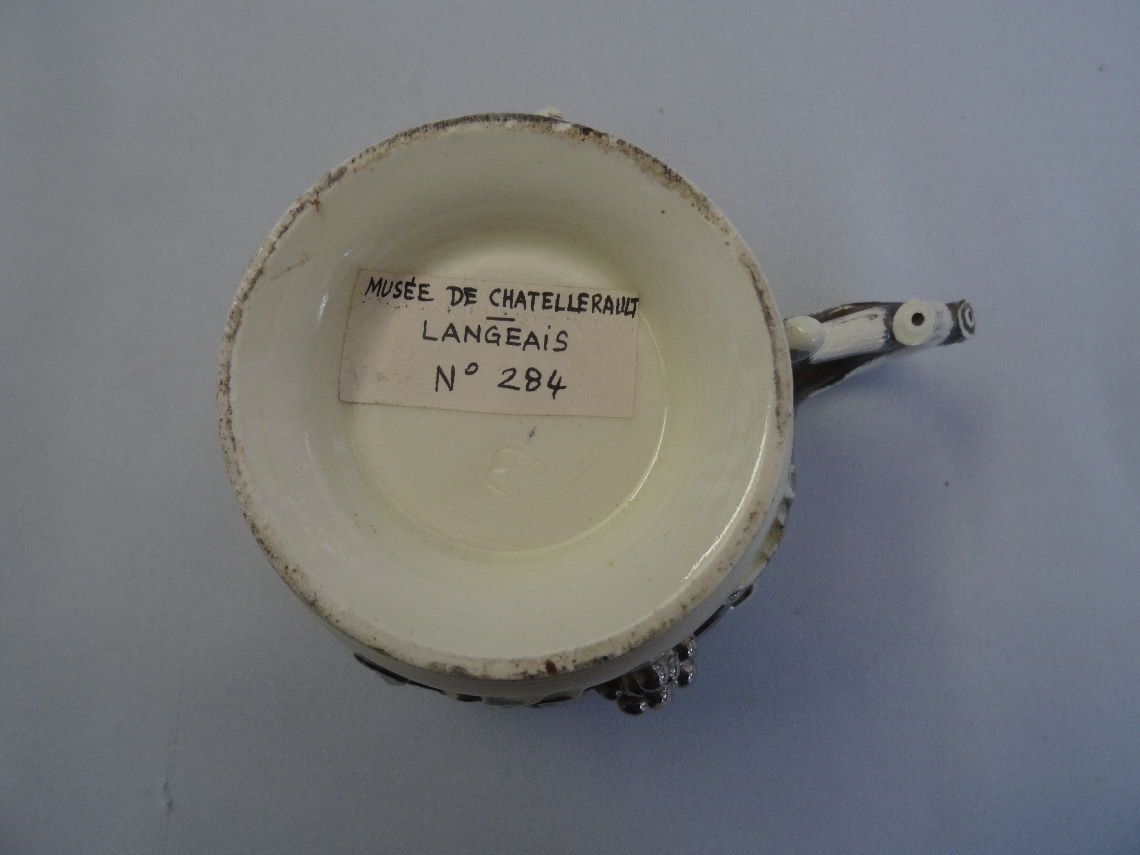 MUSÉE DE CHATELLERAULT
LANGEAIS
N° 284